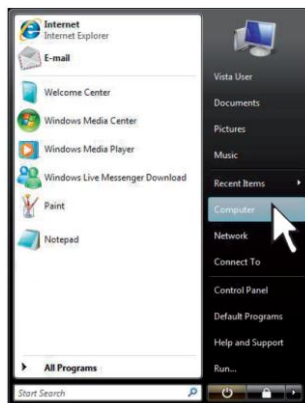 Internet
Internet Explorer
E-mail
Welcome Center
Windows Media Center
Windows Media Player
Windows Live Messenger Download
Paint
Notepad
All Programs
Start Search
Vista User
Documents
Pictures
Music
Recent Items
Computer
Network
Connect To
Control Panel
Default Programs
Help and Support
Run...